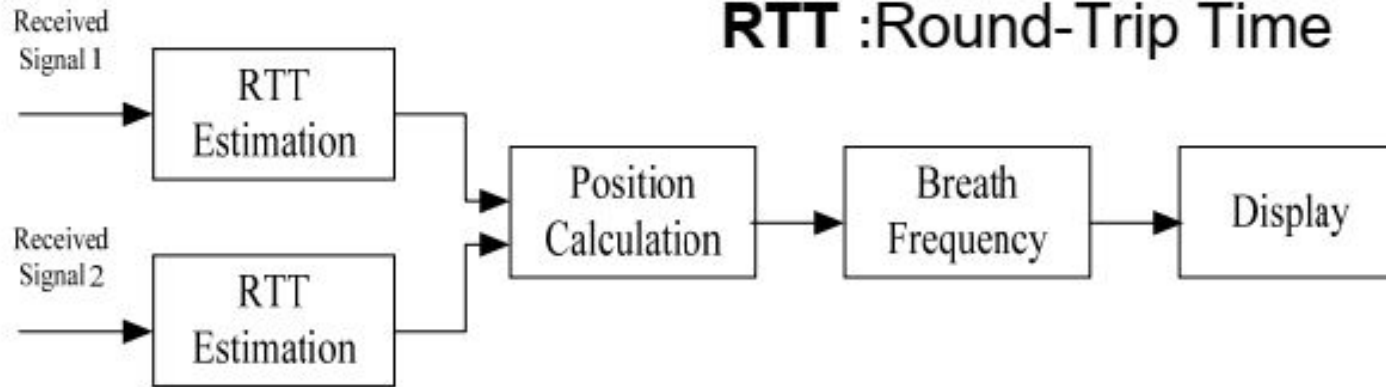 RTT :Round-Trip Time
Received
Signal 1
RTT
Estimation
Received
Signal 2
RTT
Estimation
Position
Calculation
Breath
Frequency
Display